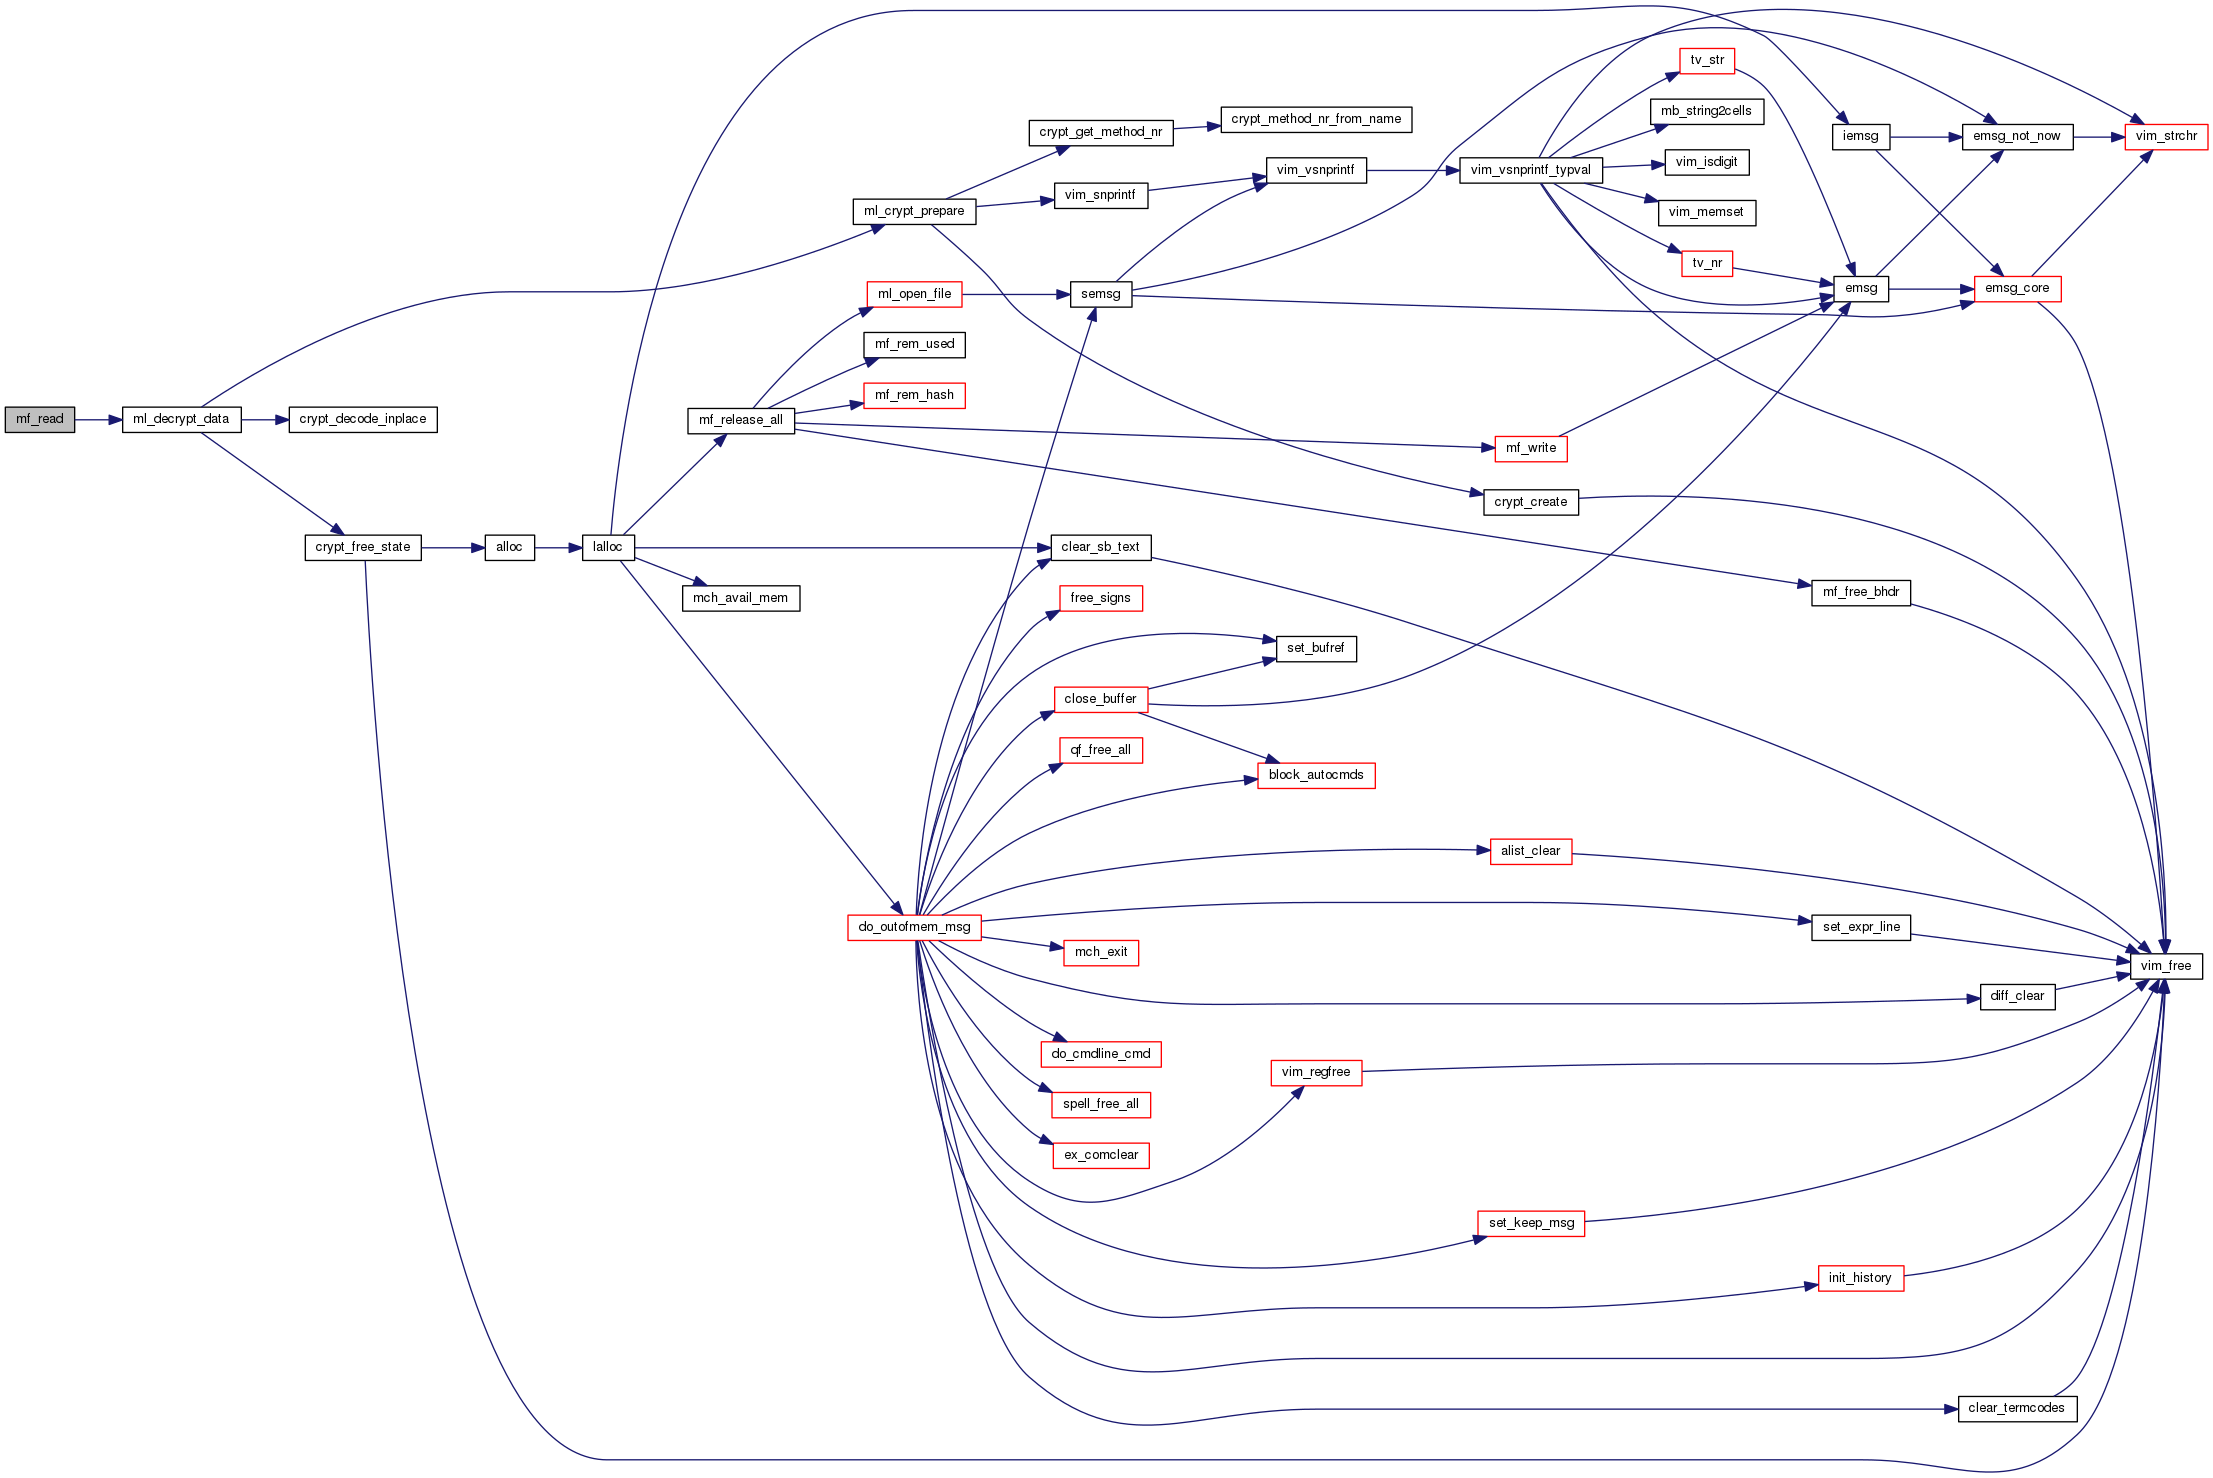 mf_read
ml_decrypt_data
crypt_decode_inplace
crypt_free_state
alloc
lalloc
mf_release_all
mch_avail_mem
ml_crypt_prepare
ml_open_file
mf_rem_used
mf_rem_hash
do_outofmem_msg
crypt_get_method_nr
vim_snprintf
semsg
clear_sb_text
free_signs
close_buffer
qf_free_all
mch_exit
do_cmdline_cmd
spell_free_all
ex_comclear
crypt_method_nr_from_name
vim_vsnprintf
set_bufref
block_autocmds
vim_regfree
vim_vsnprintf_typval
mf_write
crypt_create
alist_clear
set_keep_msg
tv_str
mb_string2cells
vim_isdigit
vim_memset
tv_nr
iemsg
emsg
mf_free_bhdr
set_expr_line
init_history
emsg_not_now
emsg_core
diff_clear
clear_termcodes
vim_strchr
vim_free